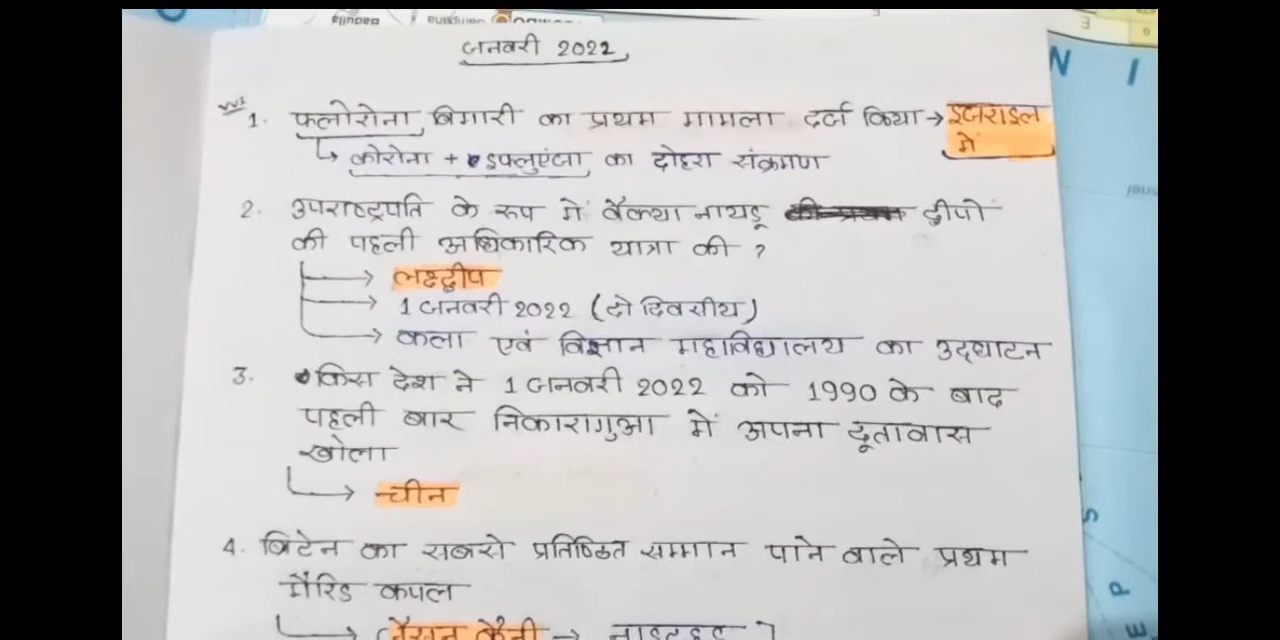 जनवरी 2022
VVI
1. फ्लोरोना बिमारी का प्रथम मामला दर्ज किया → इजराइल में
कोरोना + इफ्लुएंजा का दोहरा संक्रमण
2. उपराष्ट्रपति के रूप में वैकया नायडू द्वीपों
की पहली अधिकारिक यात्रा की ?
→ लक्षद्वीप
→ 1 जनवरी 2022 (दो दिवसीय)
→ कला एवं विज्ञान महाविद्यालय का उद्घाटन
3. किस देश ने 1 जनवरी 2022 को 1990 के बाद
पहली बार निकारागुआ में अपना दूतावास
खोला
→ चीन
4. ब्रिटेन का सबसे प्रतिष्ठित सम्मान पाने वाले प्रथम
मैरिड कपल